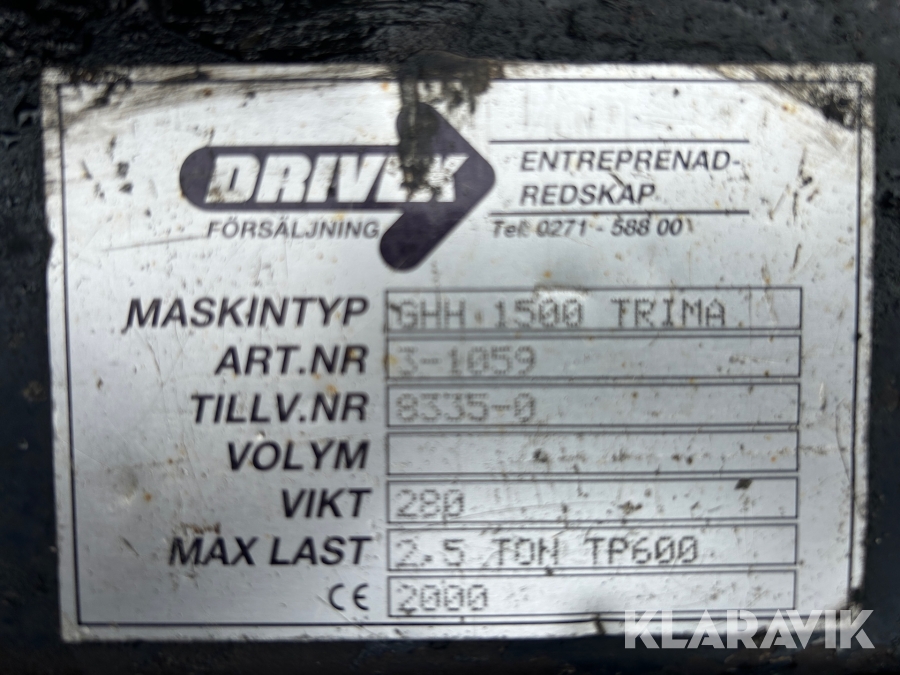 DRIVEX
FÖRSÄLJNING
ENTREPRENAD-
REDSKAP
Tel: 0271 - 588 00
MASKINTYP GHH 1500 TRIMA
ART.NR 3-1059
TILLV.NR 8335-0
VOLYM
VIKT 280
MAX LAST 2.5 TON TP600
CE 2000
KLARAVIK